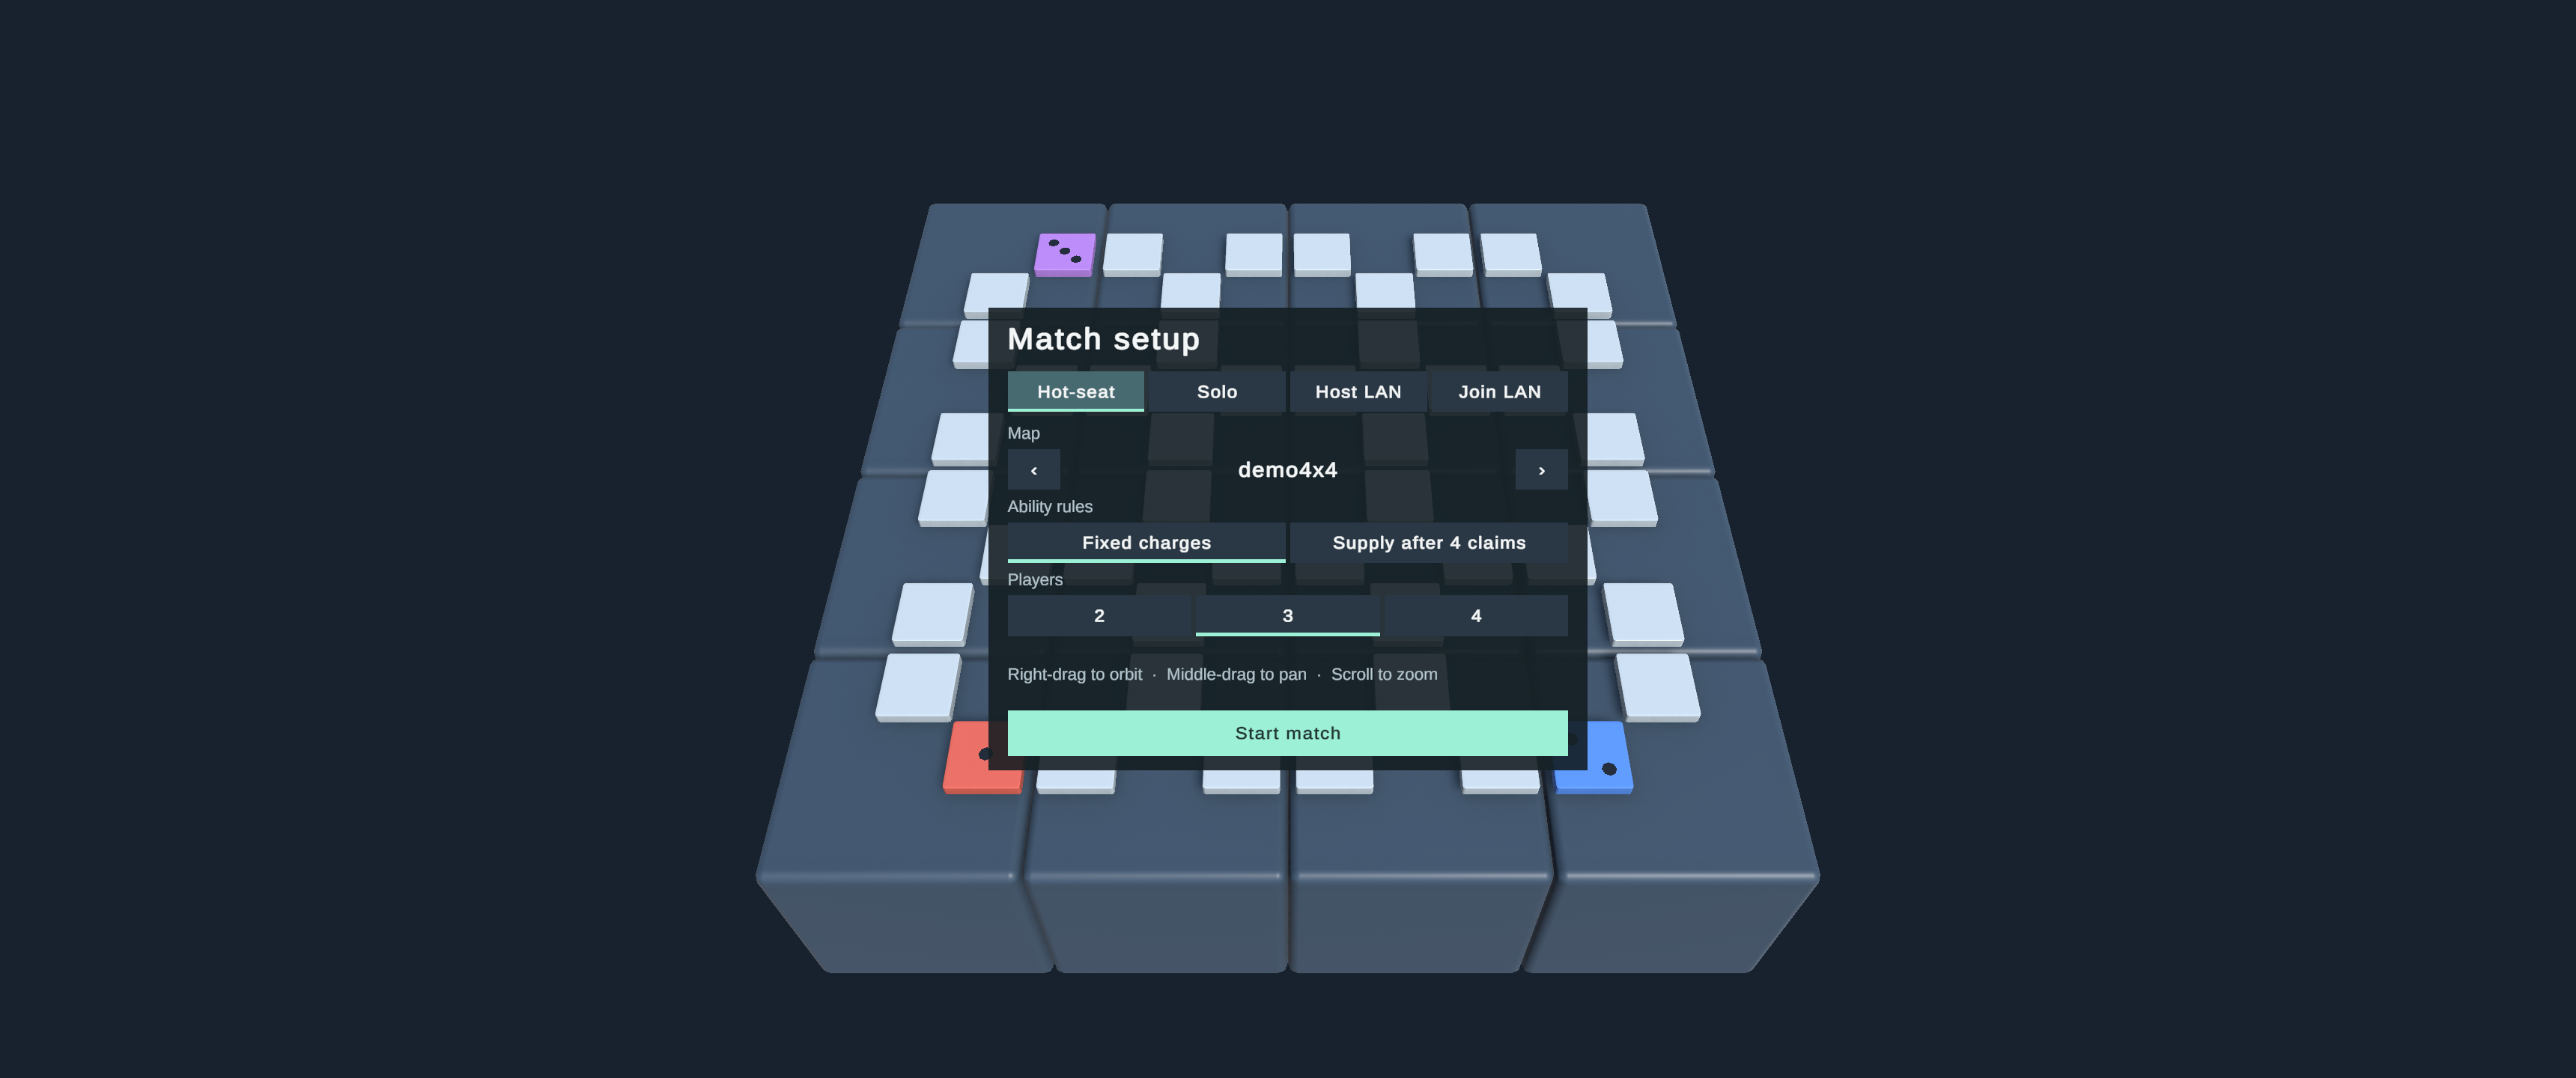 Match setup
Hot-seat Solo Host LAN Join LAN
Map
‹ demo4x4 ›
Ability rules
Fixed charges Supply after 4 claims
Players
2 3 4
Right-drag to orbit · Middle-drag to pan · Scroll to zoom
Start match